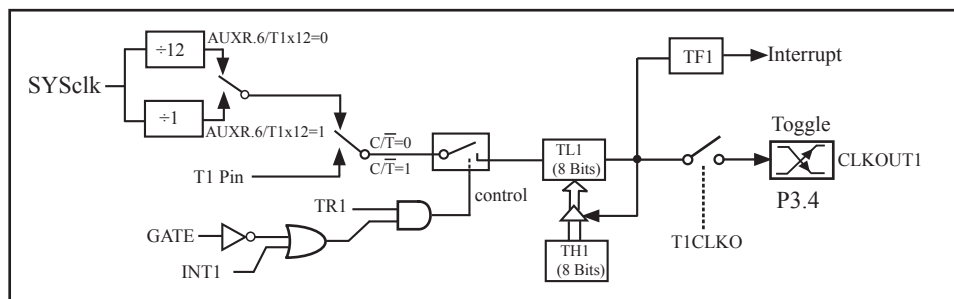 ÷12
AUXR.6/T1x12=0
SYSclk
÷1
AUXR.6/T1x12=1
T1 Pin
C/T̅=0
C/T̅=1
control
TR1
GATE
INT1
TL1
(8 Bits)
TH1
(8 Bits)
TF1
Interrupt
Toggle
CLKOUT1
P3.4
T1CLKO